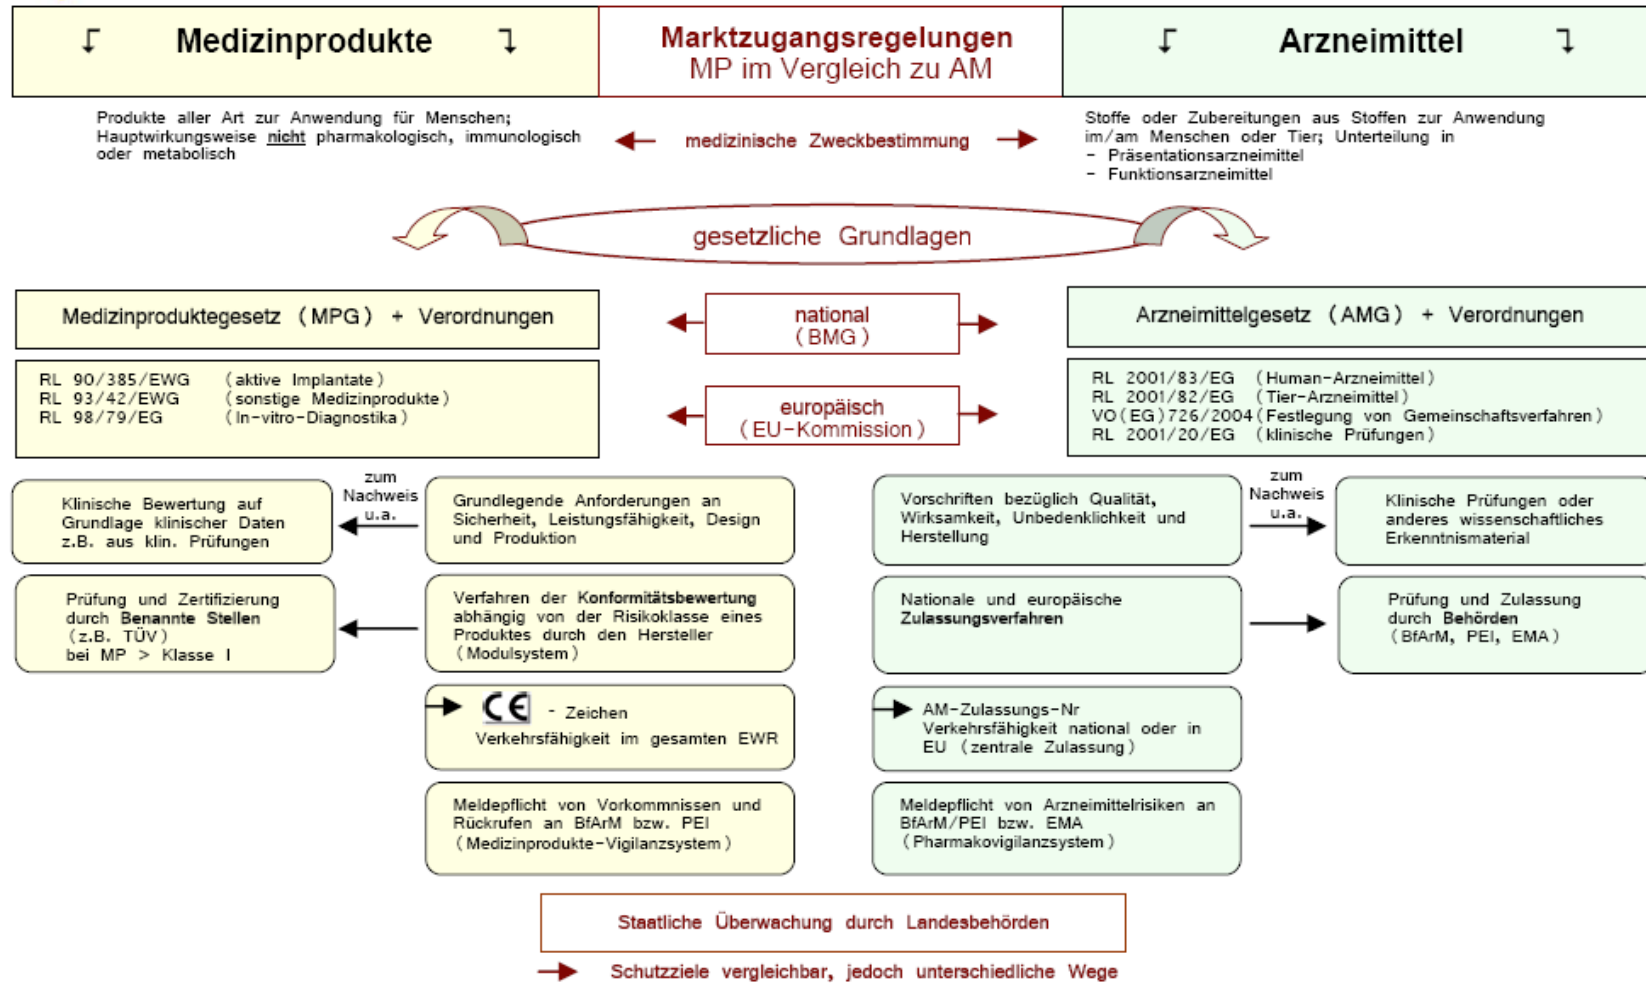 Medizinprodukte
Marktzugangsregelungen
MP im Vergleich zu AM
Arzneimittel
Produkte aller Art zur Anwendung für Menschen;
Hauptwirkungsweise nicht pharmakologisch, immunologisch
oder metabolisch
medizinische Zweckbestimmung
Stoffe oder Zubereitungen aus Stoffen zur Anwendung
im/am Menschen oder Tier; Unterteilung in
- Präsentationsarzneimittel
- Funktionsarzneimittel
gesetzliche Grundlagen
Medizinproduktegesetz (MPG) + Verordnungen
national
(BMG)
Arzneimittelgesetz (AMG) + Verordnungen
RL 90/385/EWG (aktive Implantate)
RL 93/42/EWG (sonstige Medizinprodukte)
RL 98/79/EG (In-vitro-Diagnostika)
europäisch
(EU-Kommission)
RL 2001/83/EG (Human-Arzneimittel)
RL 2001/82/EG (Tier-Arzneimittel)
VO(EG)726/2004(Festlegung von Gemeinschaftsverfahren)
RL 2001/20/EG (klinische Prüfungen)
Klinische Bewertung auf
Grundlage klinischer Daten
z.B. aus klin. Prüfungen
zum
Nachweis
u.a.
Grundlegende Anforderungen an
Sicherheit, Leistungsfähigkeit, Design
und Produktion
Vorschriften bezüglich Qualität,
Wirksamkeit, Unbedenklichkeit und
Herstellung
zum
Nachweis
u.a.
Klinische Prüfungen oder
anderes wissenschaftliches
Erkenntnismaterial
Prüfung und Zertifizierung
durch Benannte Stellen
(z.B. TÜV)
bei MP > Klasse I
Verfahren der Konformitätsbewertung
abhängig von der Risikoklasse eines
Produktes durch den Hersteller
(Modulsystem)
Nationale und europäische
Zulassungsverfahren
Prüfung und Zulassung
durch Behörden
(BfArM, PEI, EMA)
CE - Zeichen
Verkehrsfähigkeit im gesamten EWR
AM-Zulassungs-Nr
Verkehrsfähigkeit national oder in
EU (zentrale Zulassung)
Meldepflicht von Vorkommnissen und
Rückrufen an BfArM bzw. PEI
(Medizinprodukte-Vigilanzsystem)
Meldepflicht von Arzneimittelrisiken an
BfArM/PEI bzw. EMA
(Pharmakovigilanzsystem)
Staatliche Überwachung durch Landesbehörden
Schutzziele vergleichbar, jedoch unterschiedliche Wege